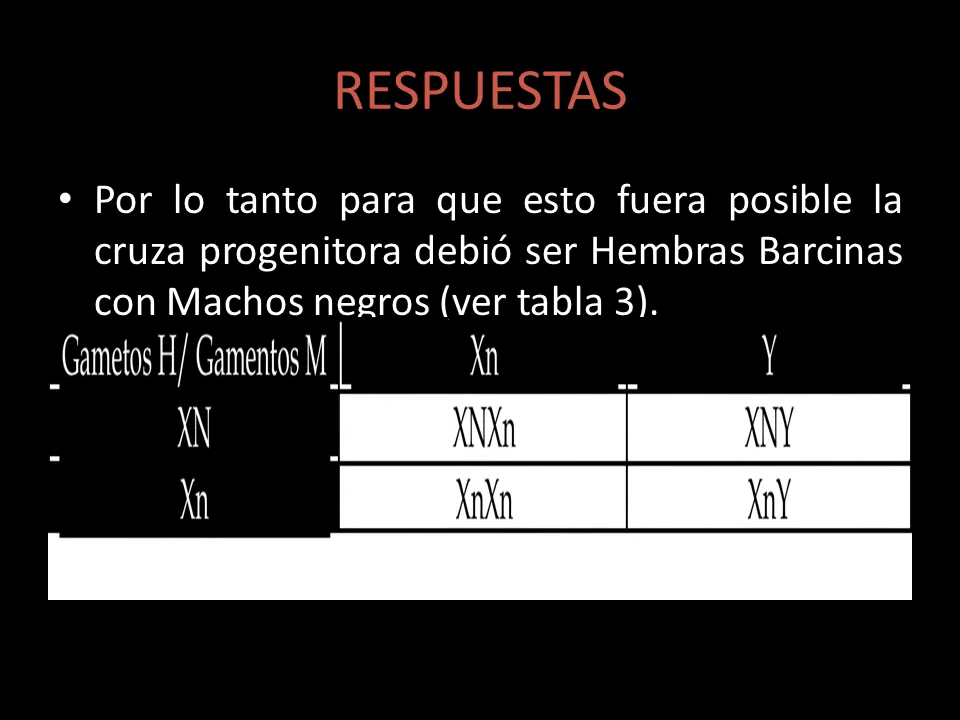 RESPUESTAS
• Por lo tanto para que esto fuera posible la
cruza progenitora debió ser Hembras Barcinas
con Machos negros (ver tabla 3).
Gametos H/ Gamentos M Xn Y
XN XNXn XNY
Xn XnXn XnY